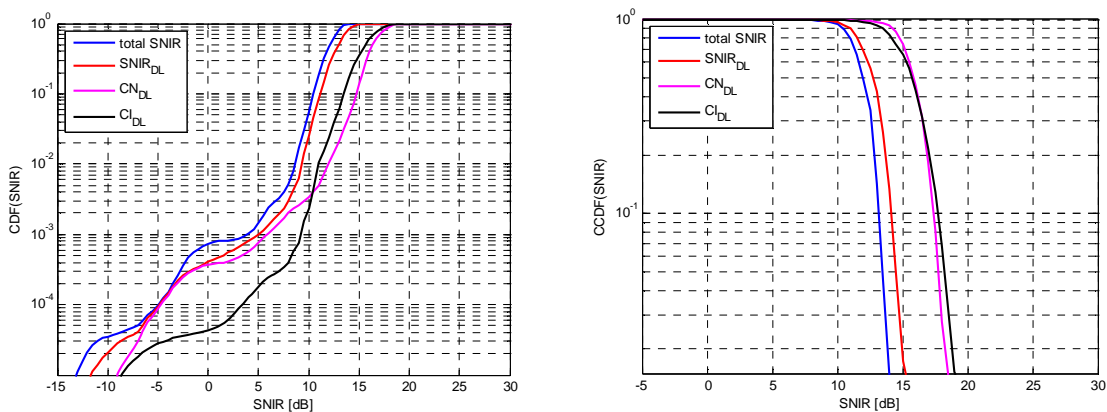 10^0
10^-1
10^-2
10^-3
10^-4
CDF(SNIR)
total SNIR
SNIR_DL
CN_DL
CI_DL
-15 -10 -5 0 5 10 15 20 25 30
SNIR [dB]
10^0
10^-1
CCDF(SNIR)
total SNIR
SNIR_DL
CN_DL
CI_DL
-5 0 5 10 15 20 25 30
SNIR [dB]